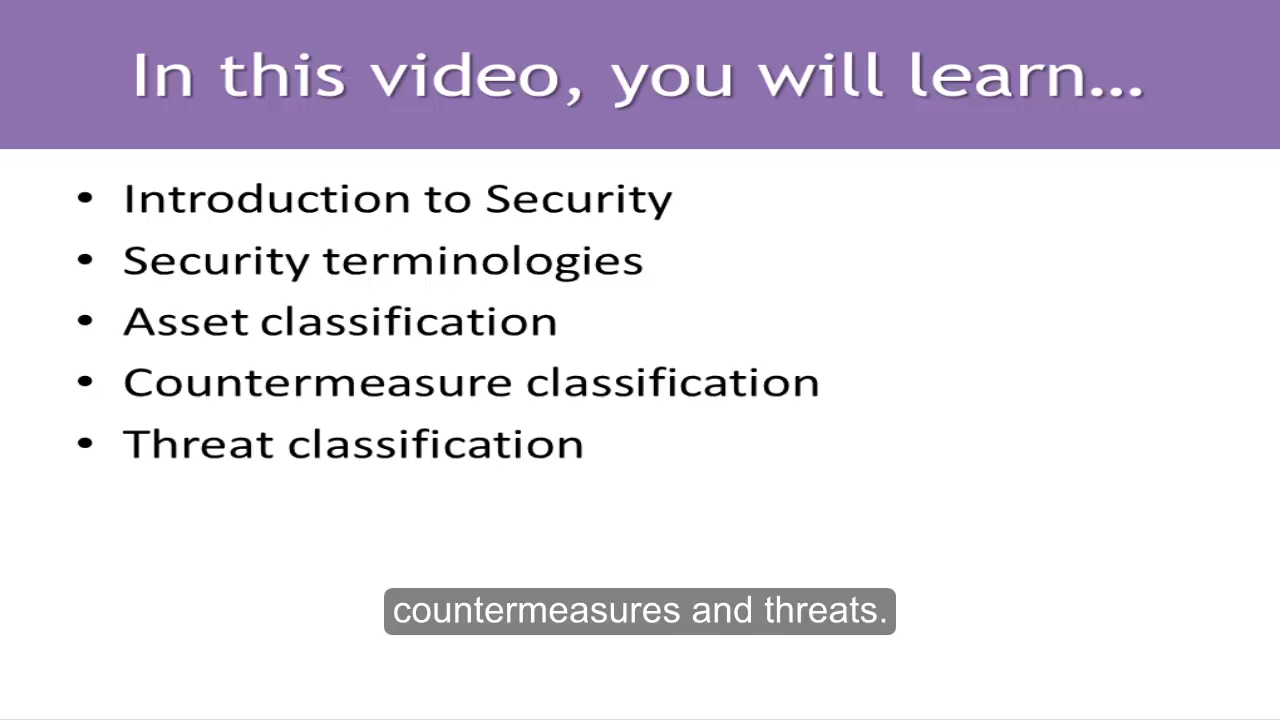 In this video, you will learn...
• Introduction to Security
• Security terminologies
• Asset classification
• Countermeasure classification
• Threat classification
countermeasures and threats.